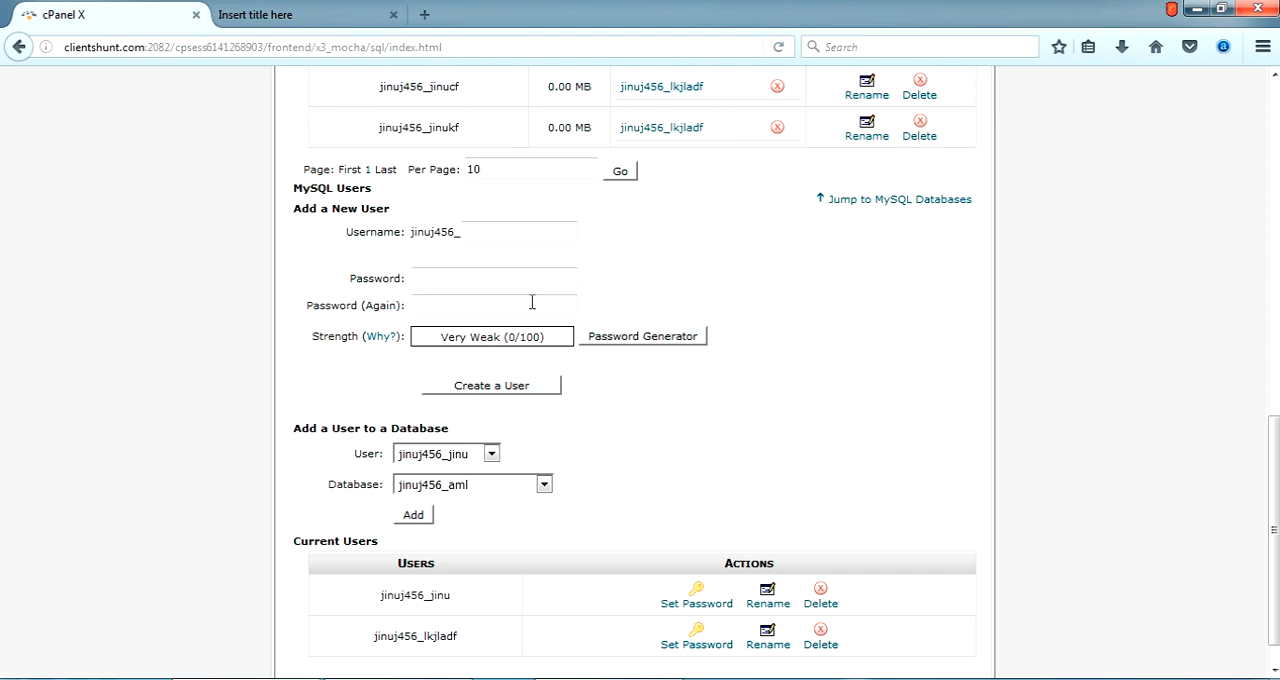 cPanel X
Insert title here
clientshunt.com:2082/cpsess6141268903/frontend/x3_mocha/sql/index.html
Search
jinuj456_jinucf 0.00 MB jinuj456_lkjladf Rename Delete
jinuj456_jinukf 0.00 MB jinuj456_lkjladf Rename Delete
Page: First 1 Last Per Page: 10 Go
MySQL Users
Jump to MySQL Databases
Add a New User
Username: jinuj456_
Password:
Password (Again):
Strength (Why?): Very Weak (0/100) Password Generator
Create a User
Add a User to a Database
User: jinuj456_jinu
Database: jinuj456_aml
Add
Current Users
USERS ACTIONS
jinuj456_jinu Set Password Rename Delete
jinuj456_lkjladf Set Password Rename Delete